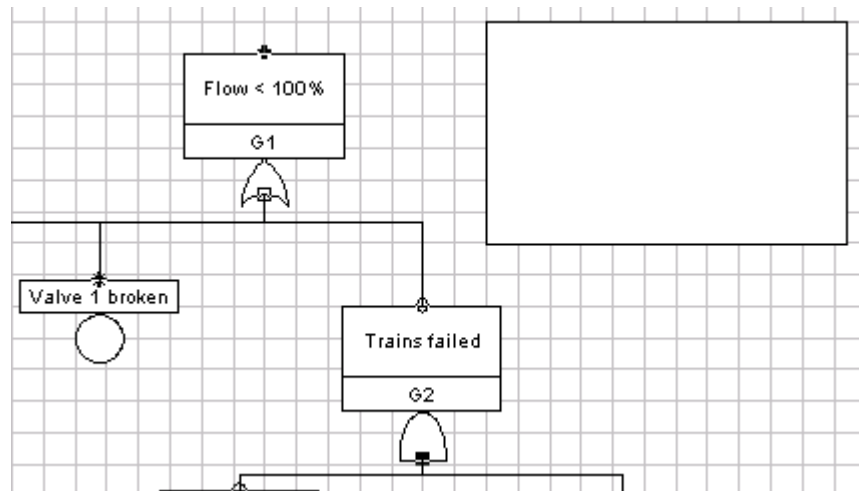 Flow < 100%
G1
Valve 1 broken
Trains failed
G2